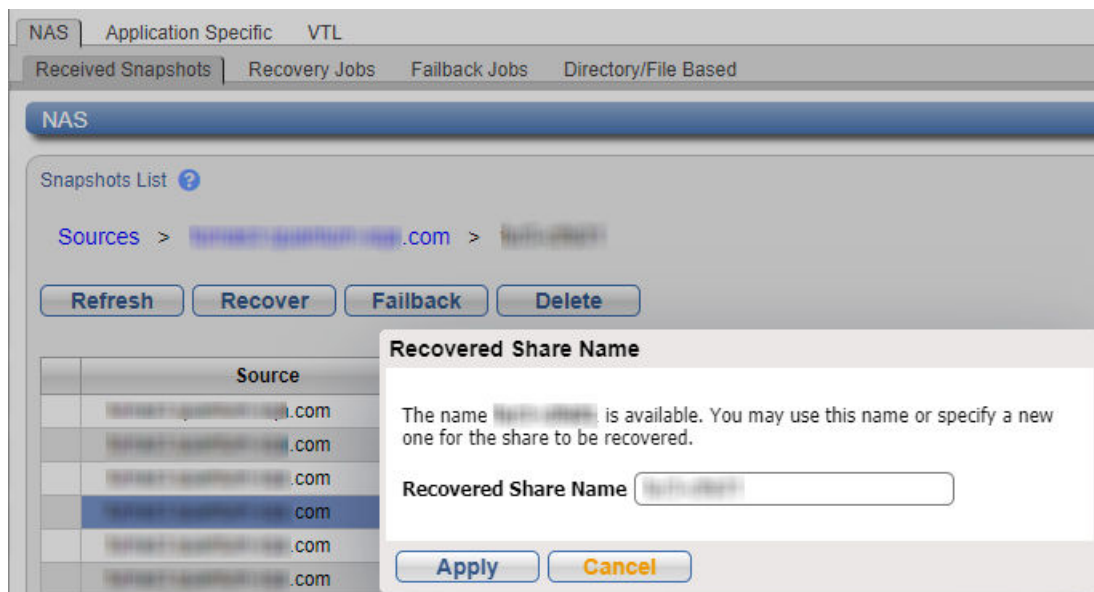 NAS Application Specific VTL
Received Snapshots Recovery Jobs Failback Jobs Directory/File Based
NAS
Snapshots List ?
Sources > .com >
Refresh Recover Failback Delete
Recovered Share Name
Source
The name is available. You may use this name or specify a new
one for the share to be recovered.
.com
.com
.com
Recovered Share Name
com
.com
.com
Apply Cancel